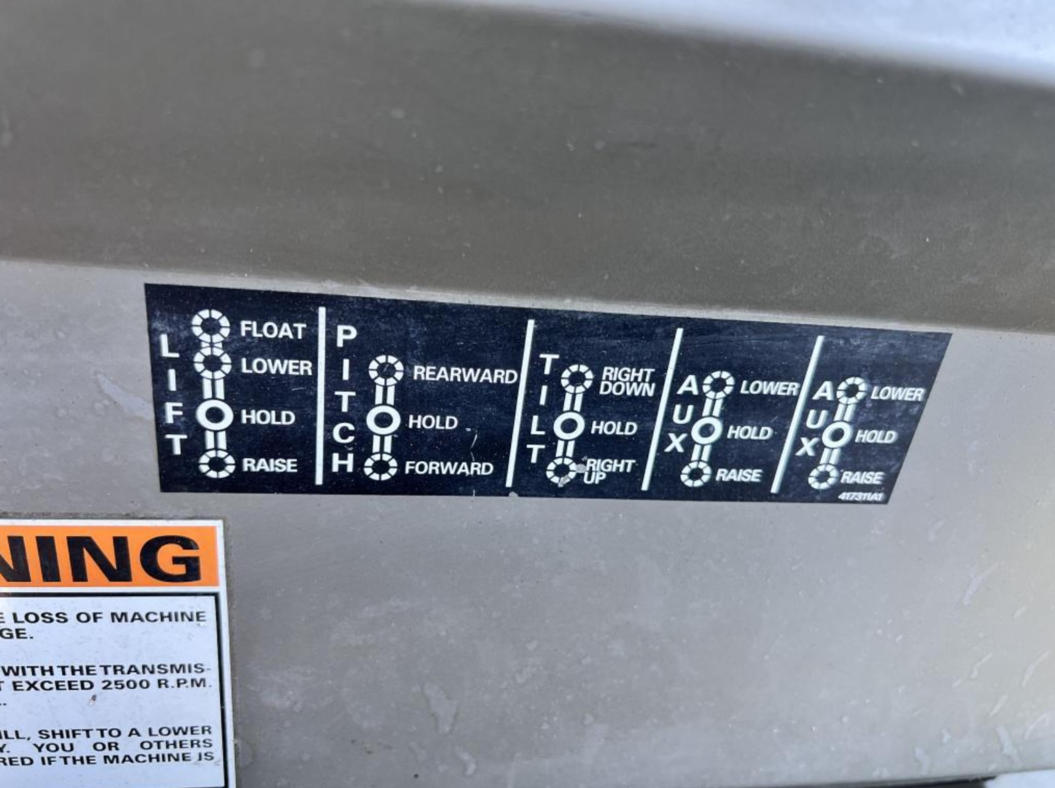 LIFT
FLOAT
LOWER
HOLD
RAISE
PITCH
REARWARD
HOLD
FORWARD
TILT
RIGHT
DOWN
HOLD
RIGHT
UP
AUX
LOWER
HOLD
RAISE
AUX
LOWER
HOLD
RAISE
417311A1
NING
E LOSS OF MACHINE
GE.
WITH THE TRANSMIS-
T EXCEED 2500 R.P.M.
ILL, SHIFT TO A LOWER
Y. YOU OR OTHERS
RED IF THE MACHINE IS